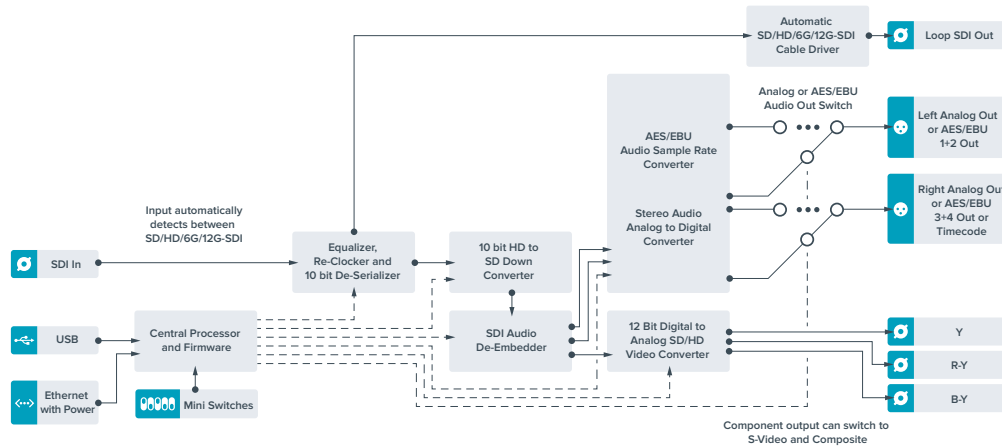 Automatic
SD/HD/6G/12G-SDI
Cable Driver
Loop SDI Out
Analog or AES/EBU
Audio Out Switch
AES/EBU
Audio Sample Rate
Converter
Left Analog Out
or AES/EBU
1+2 Out
Stereo Audio
Analog to Digital
Converter
Right Analog Out
or AES/EBU
3+4 Out or
Timecode
Input automatically
detects between
SD/HD/6G/12G-SDI
SDI In
Equalizer,
Re-Clocker and
10 bit De-Serializer
10 bit HD to
SD Down
Converter
USB
Central Processor
and Firmware
SDI Audio
De-Embedder
12 Bit Digital to
Analog SD/HD
Video Converter
Y
R-Y
B-Y
Ethernet
with Power
Mini Switches
Component output can switch to
S-Video and Composite